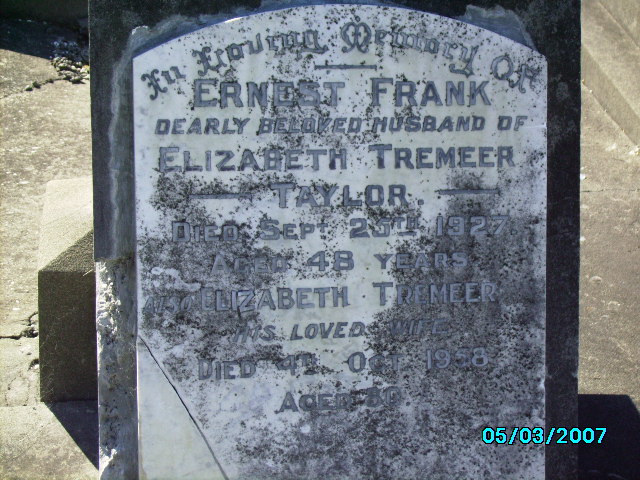 In Loving Memory Of
ERNEST FRANK
DEARLY BELOVED HUSBAND OF
ELIZABETH TREMEER
TAYLOR.
DIED SEPT 25TH 1927.
AGED 48 YEARS
ALSO ELIZABETH TREMEER
HIS LOVED WIFE
DIED 4TH OCT 1958
AGED 80.
05/03/2007